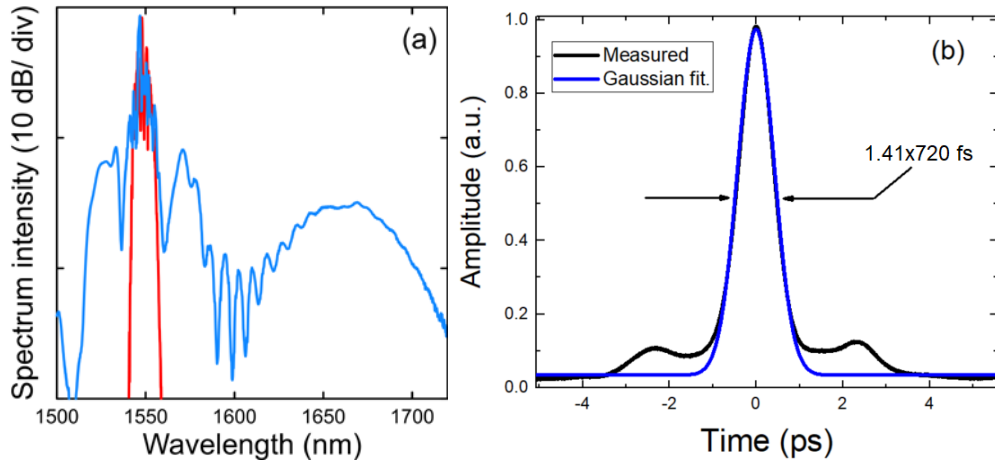 (a)
Spectrum intensity (10 dB/ div)
1500
1550
1600
1650
1700
Wavelength (nm)
(b)
Measured
Gaussian fit.
1.41x720 fs
Amplitude (a.u.)
1.0
0.8
0.6
0.4
0.2
0.0
-4
-2
0
2
4
Time (ps)